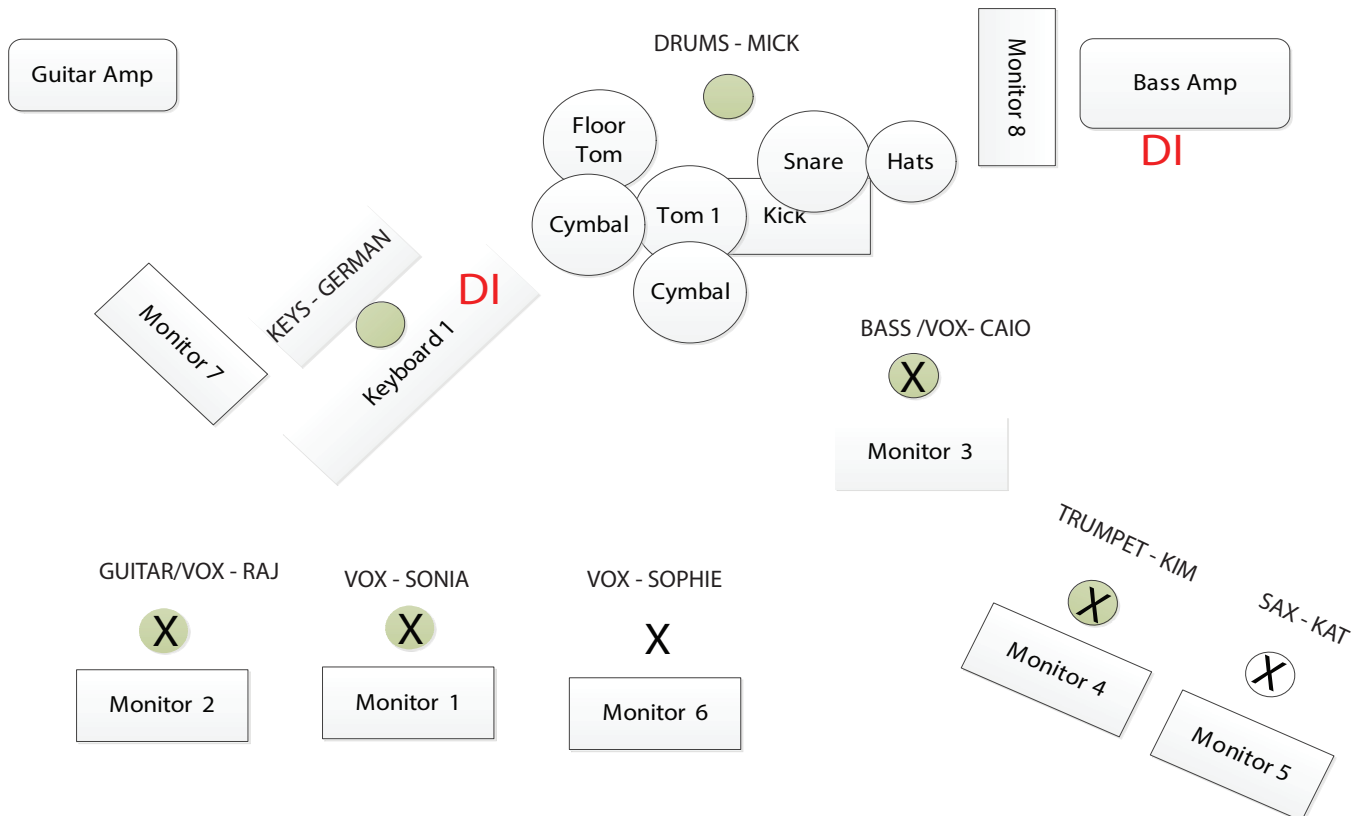 DRUMS - MICK
Guitar Amp
Monitor 8
Bass Amp
DI
Floor
Tom
Snare
Hats
Cymbal
Tom 1
Kick
Cymbal
KEYS - GERMAN
DI
Keyboard 1
Monitor 7
BASS /VOX- CAIO
X
Monitor 3
TRUMPET - KIM
X
Monitor 4
SAX - KAT
X
Monitor 5
GUITAR/VOX - RAJ
X
Monitor 2
VOX - SONIA
X
Monitor 1
VOX - SOPHIE
X
Monitor 6